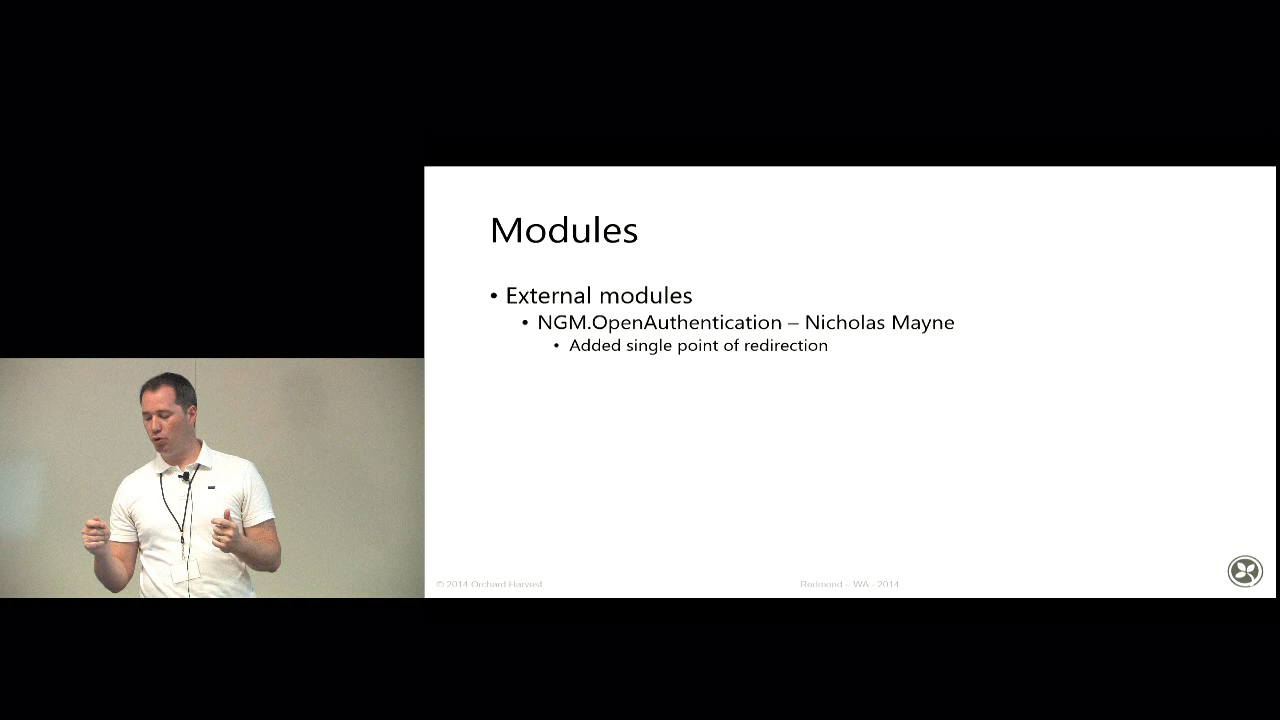 Modules
• External modules
• NGM.OpenAuthentication – Nicholas Mayne
• Added single point of redirection
© 2014 Orchard Harvest
Redmond – WA - 2014